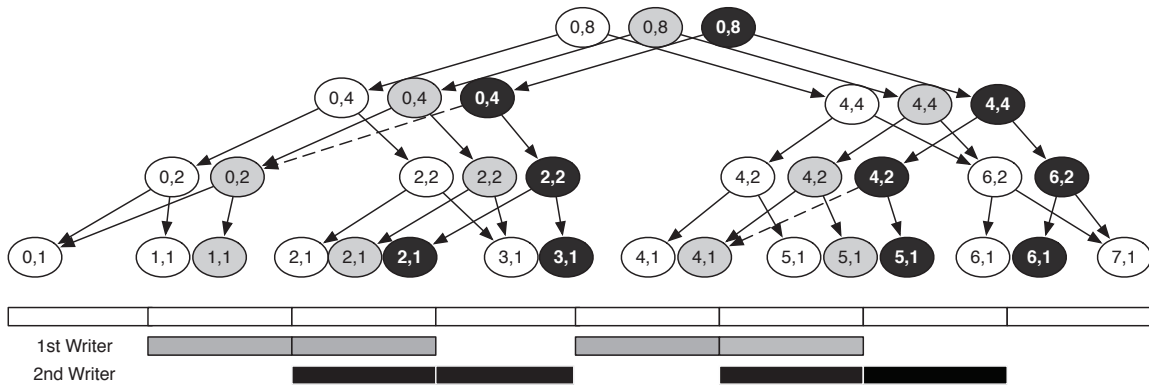 0,8 0,8 0,8
0,4 0,4 0,4 4,4 4,4 4,4
0,2 0,2 2,2 2,2 2,2 4,2 4,2 4,2 6,2 6,2
0,1 1,1 1,1 2,1 2,1 2,1 3,1 3,1 4,1 4,1 5,1 5,1 5,1 6,1 6,1 7,1
1st Writer
2nd Writer